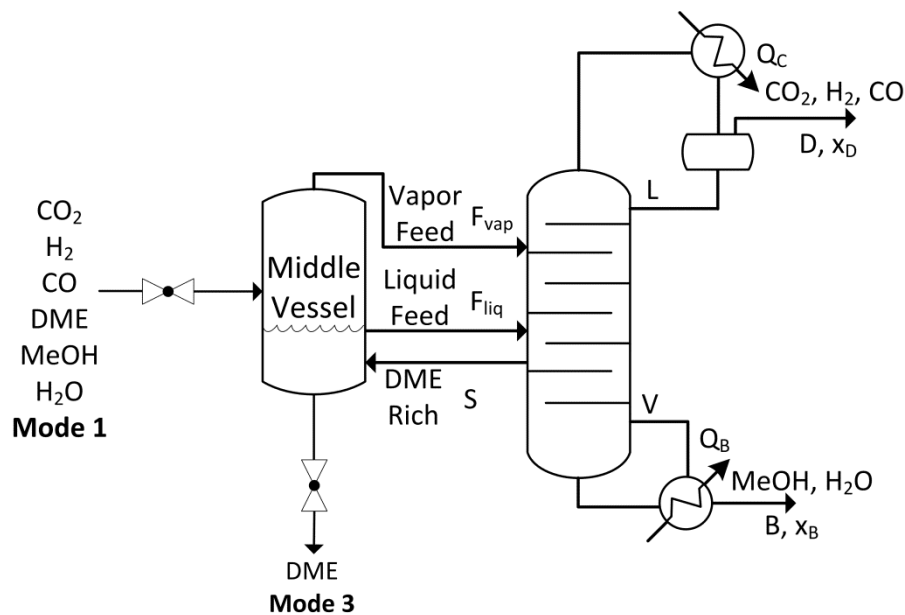 CO₂
H₂
CO
DME
MeOH
H₂O
Mode 1
Middle
Vessel
DME
Mode 3
Vapor
Feed
F_vap
Liquid
Feed
F_liq
DME
Rich
S
Q_C
CO₂, H₂, CO
D, x_D
L
V
Q_B
MeOH, H₂O
B, x_B